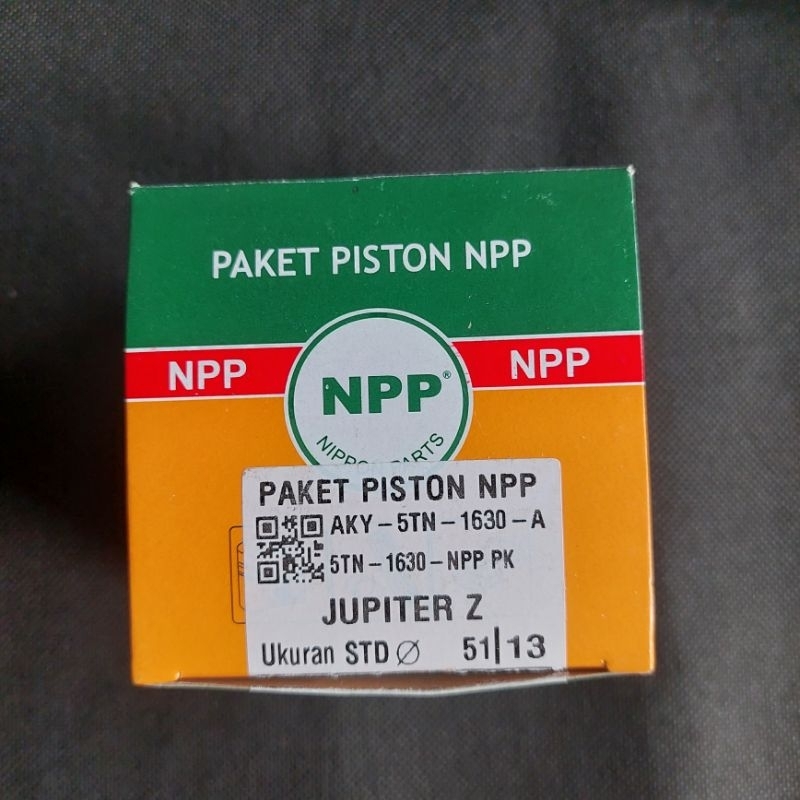 PAKET PISTON NPP
NPP
NPP®
NPP
PAKET PISTON NPP
AKY-5TN-1630-A
5TN-1630-NPP PK
JUPITER Z
Ukuran STD Ø 51|13